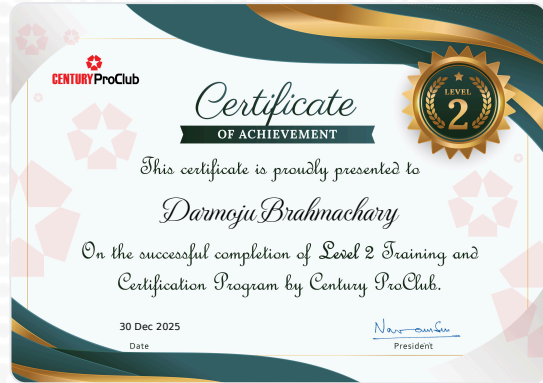 CENTURY ProClub
Certificate
OF ACHIEVEMENT
LEVEL
2
This certificate is proudly presented to
Darmoju Brahmachary
On the successful completion of Level 2 Training and
Certification Program by Century ProClub.
30 Dec 2025
Date
President